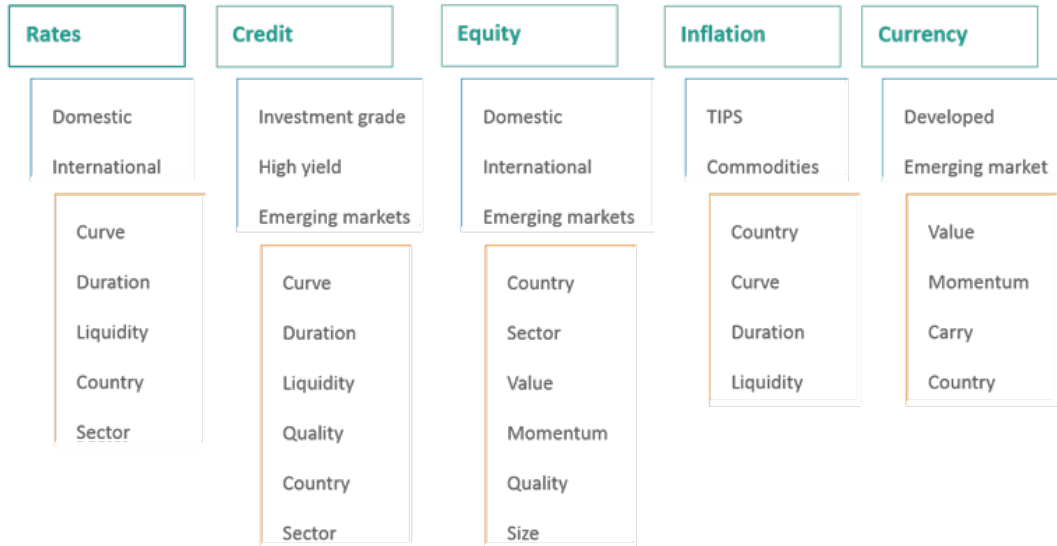 Rates
Domestic
International
Curve
Duration
Liquidity
Country
Sector
Credit
Investment grade
High yield
Emerging markets
Curve
Duration
Liquidity
Quality
Country
Sector
Equity
Domestic
International
Emerging markets
Country
Sector
Value
Momentum
Quality
Size
Inflation
TIPS
Commodities
Country
Curve
Duration
Liquidity
Currency
Developed
Emerging market
Value
Momentum
Carry
Country